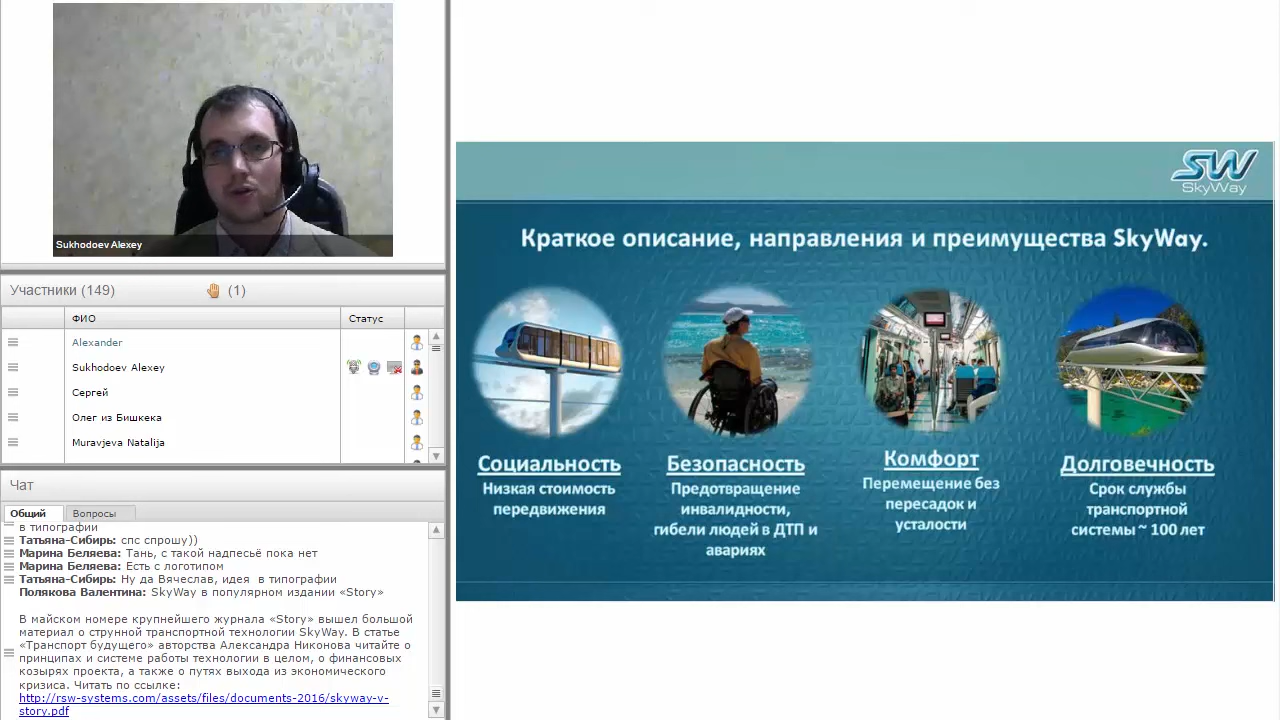 Sukhodoev Alexey
Участники (149)
(1)
ФИО
Статус
Alexander
Sukhodoev Alexey
Сергей
Олег из Бишкека
Muravjeva Natalija
Чат
Общий
Вопросы
в типографии
Татьяна-Сибирь: спс спрошу))
Марина Беляева: Тань, с такой надпесьё пока нет
Марина Беляева: Есть с логотипом
Татьяна-Сибирь: Ну да Вячеслав, идея в типографии
Полякова Валентина: SkyWay в популярном издании «Story»
В майском номере крупнейшего журнала «Story» вышел большой
материал о струнной транспортной технологии SkyWay. В статье
«Транспорт будущего» авторства Александра Никонова читайте о
принципах и системе работы технологии в целом, о финансовых
козырях проекта, а также о путях выхода из экономического
кризиса. Читать по ссылке:
http://rsw-systems.com/assets/files/documents-2016/skyway-v-
story.pdf
SW
SkyWay
Краткое описание, направления и преимущества SkyWay.
Социальность
Низкая стоимость
передвижения
Безопасность
Предотвращение
инвалидности,
гибели людей в ДТП и
авариях
Комфорт
Перемещение без
пересадок и
усталости
Долговечность
Срок службы
транспортной
системы ~ 100 лет